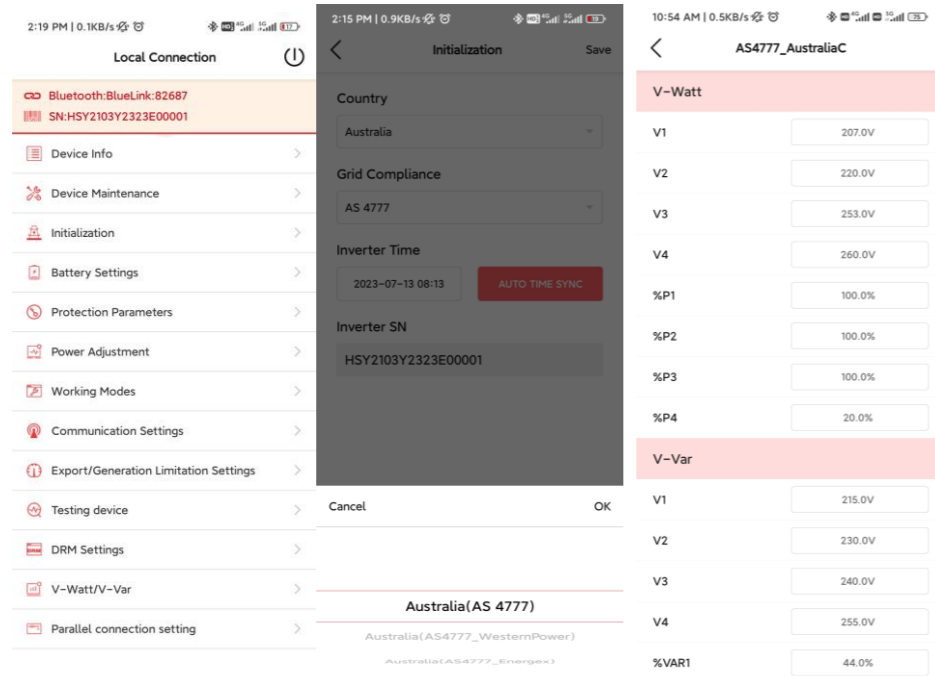 2:19 PM | 0.1KB/s
Local Connection
Bluetooth:BlueLink:82687
SN:HSY2103Y2323E00001
Device Info
Device Maintenance
Initialization
Battery Settings
Protection Parameters
Power Adjustment
Working Modes
Communication Settings
Export/Generation Limitation Settings
Testing device
DRM Settings
V-Watt/V-Var
Parallel connection setting
2:15 PM | 0.9KB/s
Initialization Save
Country
Australia
Grid Compliance
AS 4777
Inverter Time
2023-07-13 08:13 AUTO TIME SYNC
Inverter SN
HSY2103Y2323E00001
Cancel OK
Australia(AS 4777)
Australia(AS4777_WesternPower)
Australia(AS4777_Energex)
10:54 AM | 0.5KB/s
AS4777_AustraliaC
V-Watt
V1 207.0V
V2 220.0V
V3 253.0V
V4 260.0V
%P1 100.0%
%P2 100.0%
%P3 100.0%
%P4 20.0%
V-Var
V1 215.0V
V2 230.0V
V3 240.0V
V4 255.0V
%VAR1 44.0%